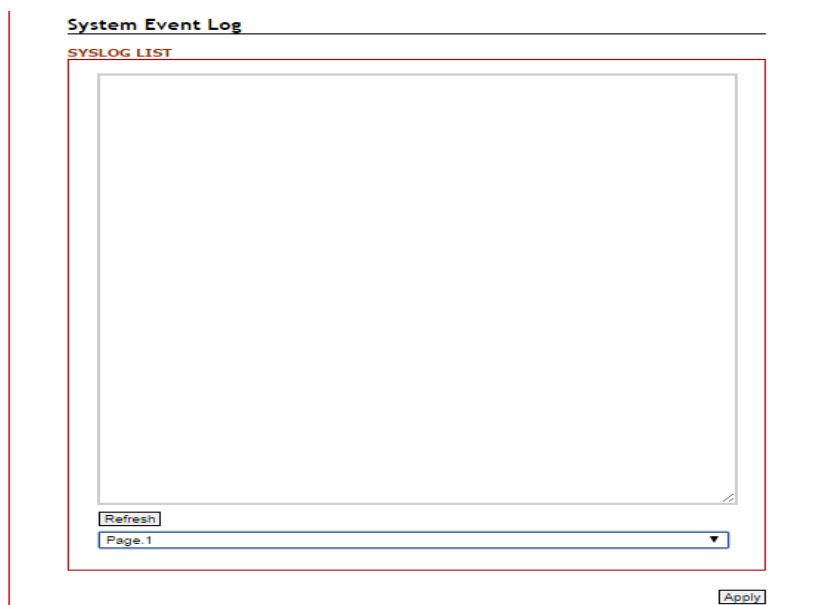 System Event Log
SYSLOG LIST
Refresh
Page.1
Apply